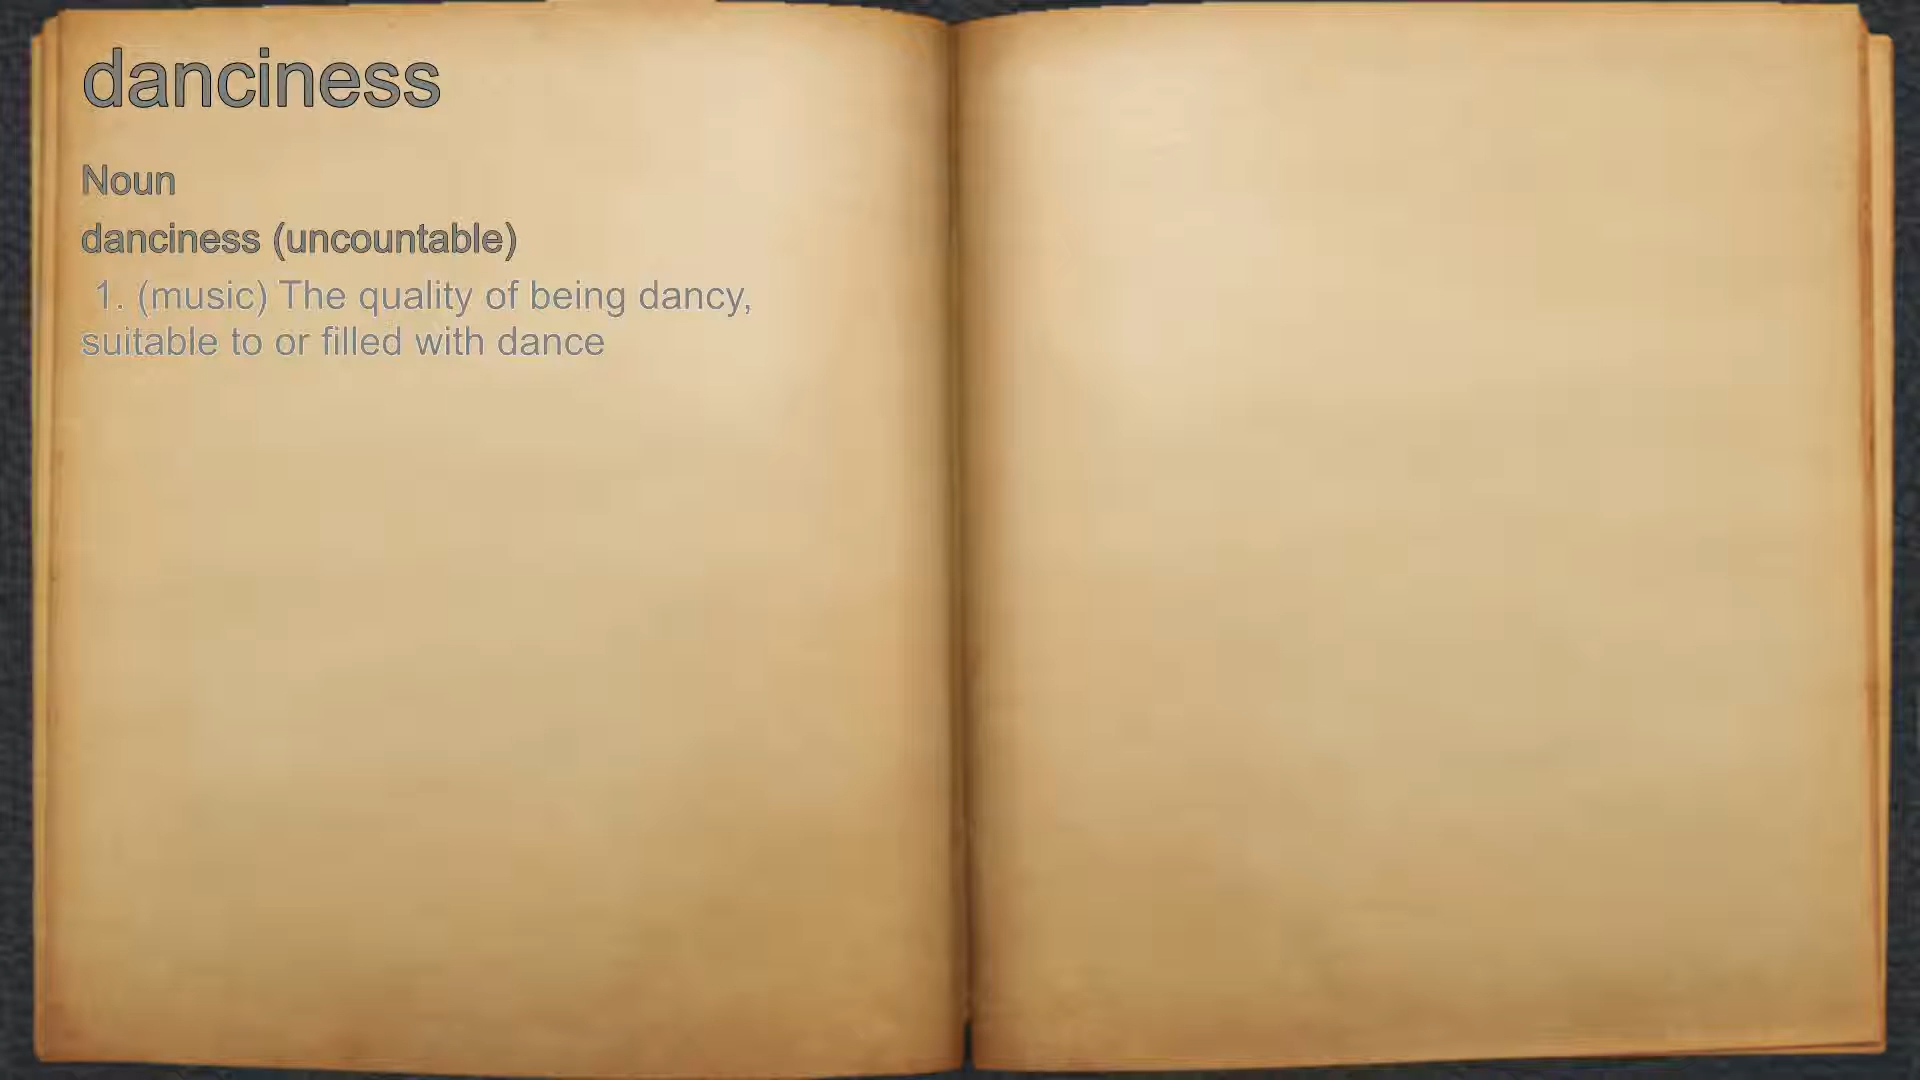 danciness
Noun
danciness (uncountable)
1. (music) The quality of being dancy,
suitable to or filled with dance